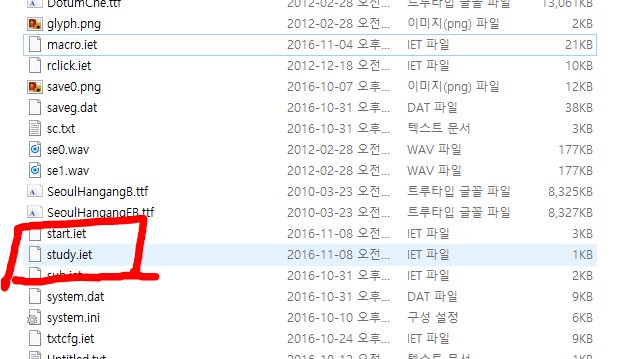 DotumChe.ttf 2012-02-28 오전... 트루타입 글꼴 파일 13,061KB
glyph.png 2012-02-28 오후... 이미지(png) 파일 2KB
macro.iet 2016-11-04 오후... IET 파일 21KB
rclick.iet 2012-12-18 오후... IET 파일 10KB
save0.png 2016-10-07 오후... 이미지(png) 파일 12KB
saveg.dat 2016-10-31 오후... DAT 파일 38KB
sc.txt 2016-10-31 오후... 텍스트 문서 3KB
se0.wav 2012-02-28 오후... WAV 파일 177KB
se1.wav 2012-02-28 오후... WAV 파일 177KB
SeoulHangangB.ttf 2010-03-23 오전... 트루타입 글꼴 파일 8,325KB
SeoulHangangEB.ttf 2010-03-23 오전... 트루타입 글꼴 파일 8,327KB
start.iet 2016-11-08 오전... IET 파일 3KB
study.iet 2016-11-08 오전... IET 파일 1KB
sub.iet 2016-10-31 오후... IET 파일 2KB
system.dat 2016-10-31 오후... DAT 파일 9KB
system.ini 2016-10-10 오후... 구성 설정 6KB
txtcfg.iet 2016-10-24 오후... IET 파일 9KB
Untitled.txt 2016-10-12 오후... 텍스트 문서 1KB